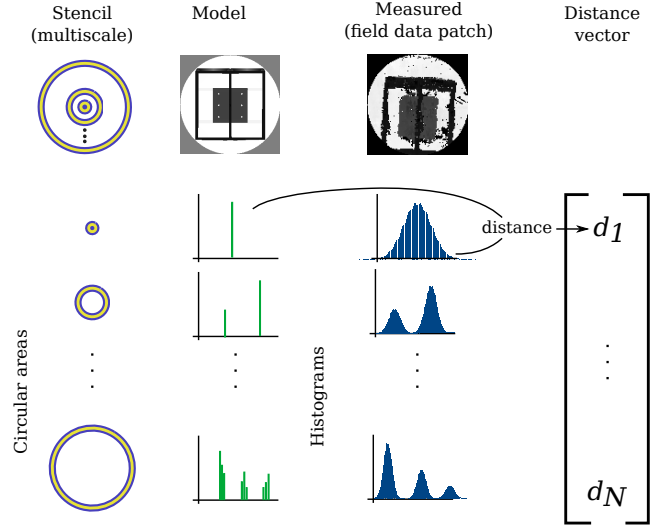 Stencil
(multiscale)
Model
Measured
(field data patch)
Distance
vector
distance
d1
Circular areas
Histograms
dN